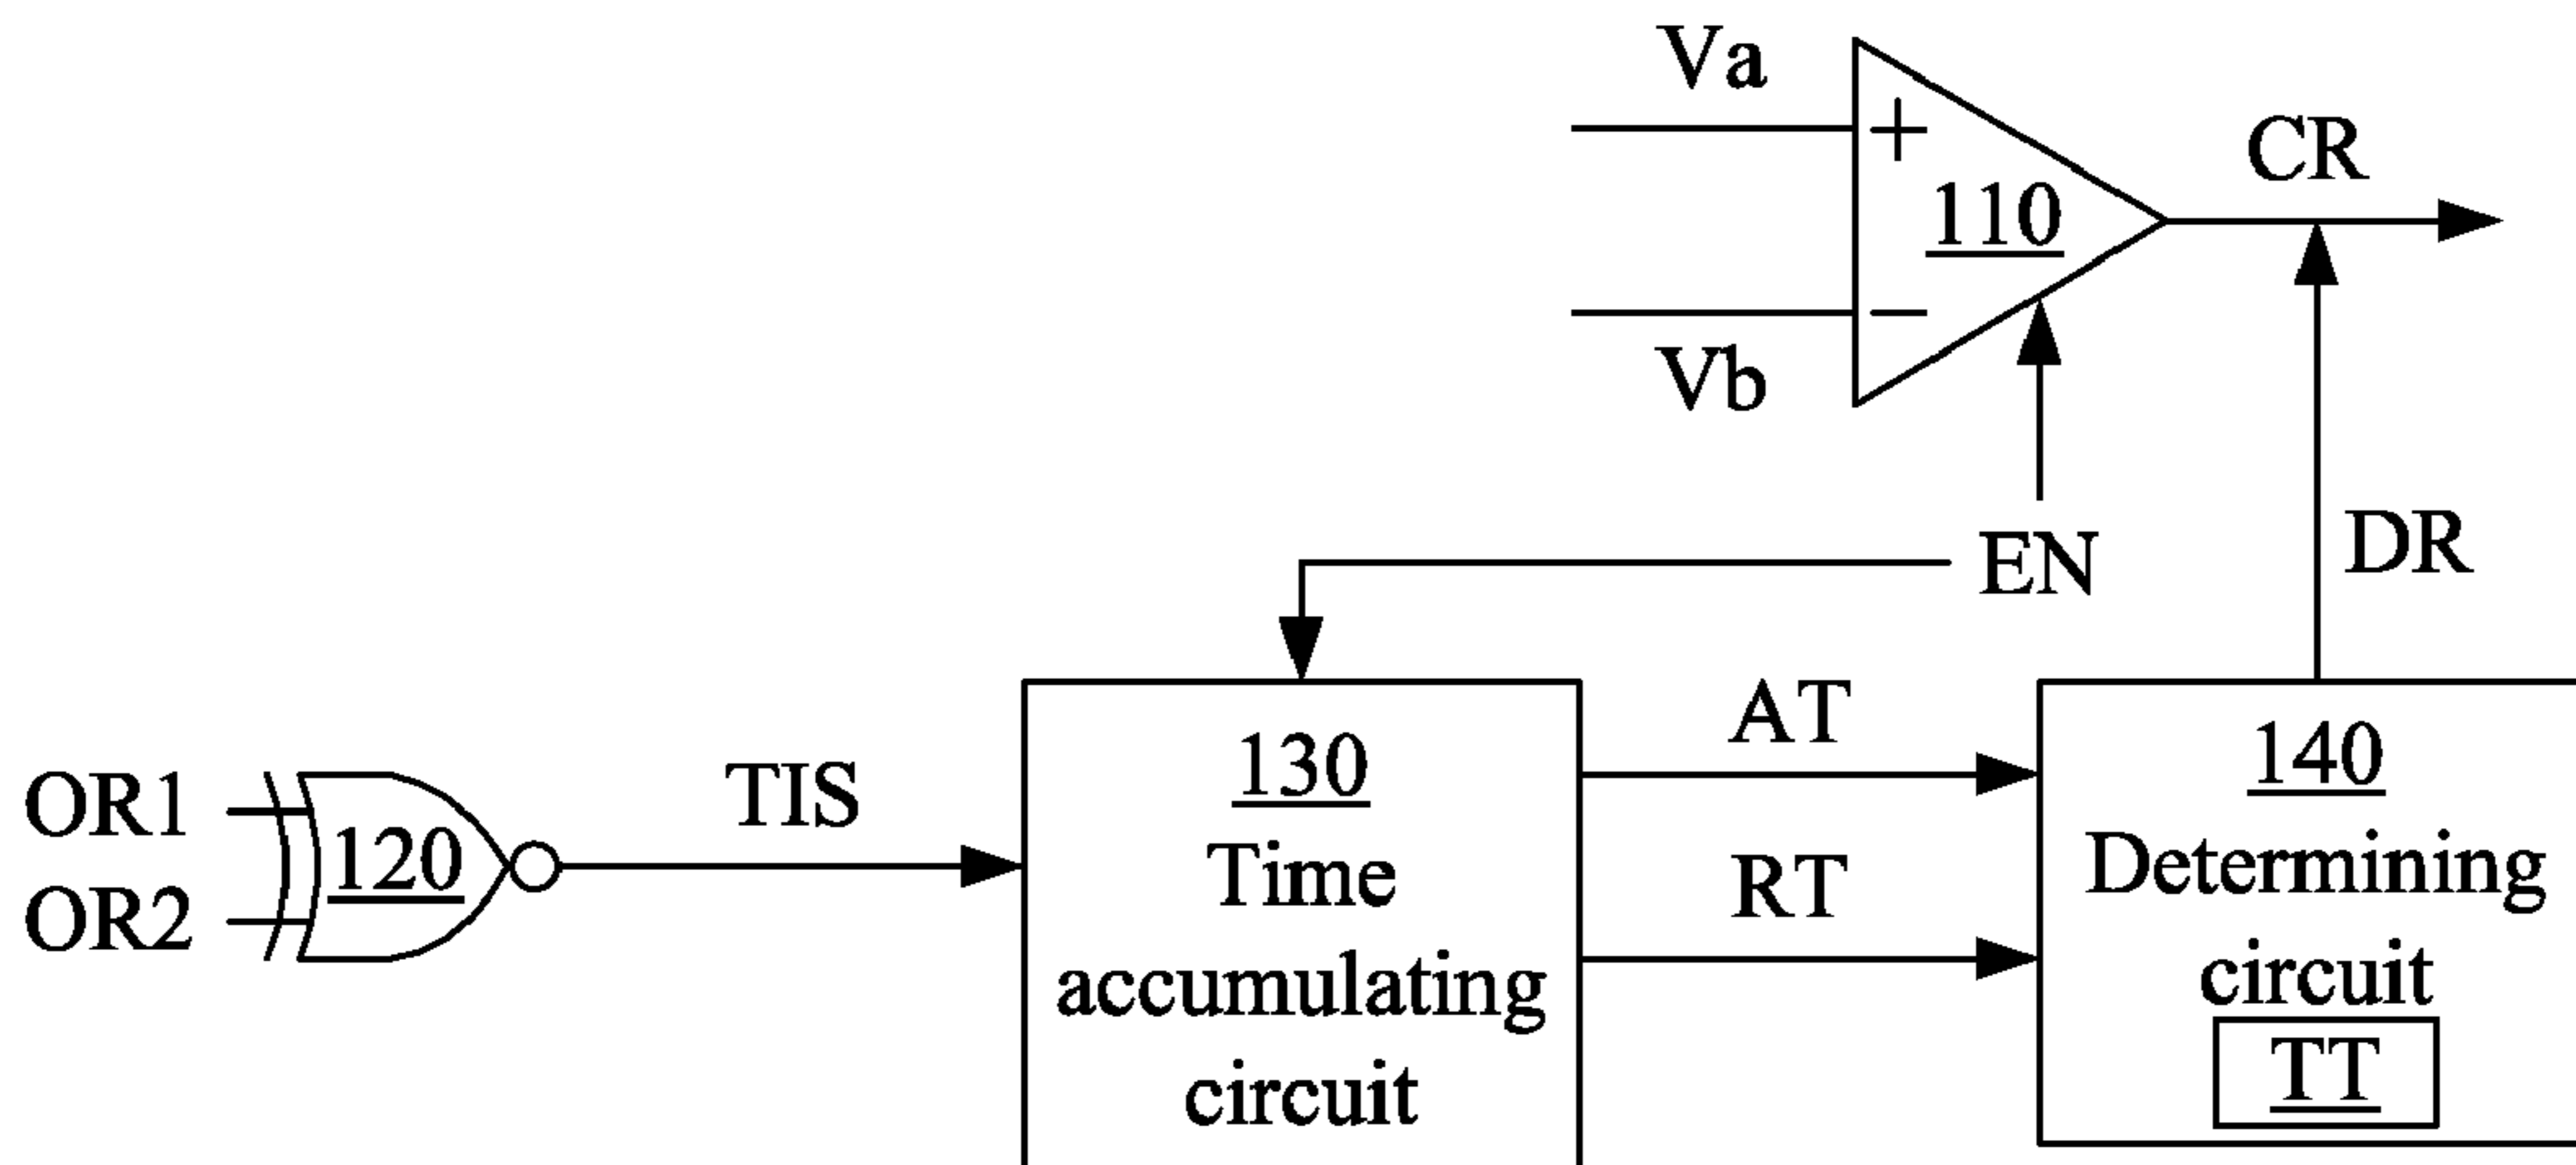 Va
+
110
CR
−
Vb
EN
DR
OR1
OR2
120
TIS
130
Time
accumulating
circuit
AT
RT
140
Determining
circuit
TT